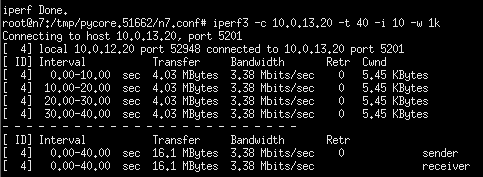 iperf Done.
root@n7:/tmp/pycore.51662/n7.conf# iperf3 -c 10.0.13.20 -t 40 -i 10 -w 1k
Connecting to host 10.0.13.20, port 5201
[  4] local 10.0.12.20 port 52948 connected to 10.0.13.20 port 5201
[ ID] Interval           Transfer     Bandwidth       Retr  Cwnd
[  4]   0.00-10.00  sec  4.03 MBytes  3.38 Mbits/sec    0   5.45 KBytes
[  4]  10.00-20.00  sec  4.03 MBytes  3.38 Mbits/sec    0   5.45 KBytes
[  4]  20.00-30.00  sec  4.03 MBytes  3.38 Mbits/sec    0   5.45 KBytes
[  4]  30.00-40.00  sec  4.03 MBytes  3.38 Mbits/sec    0   5.45 KBytes
- - - - - - - - - - - - - - - - - - - - - - - - -
[ ID] Interval           Transfer     Bandwidth       Retr
[  4]   0.00-40.00  sec  16.1 MBytes  3.38 Mbits/sec    0             sender
[  4]   0.00-40.00  sec  16.1 MBytes  3.38 Mbits/sec                  receiver